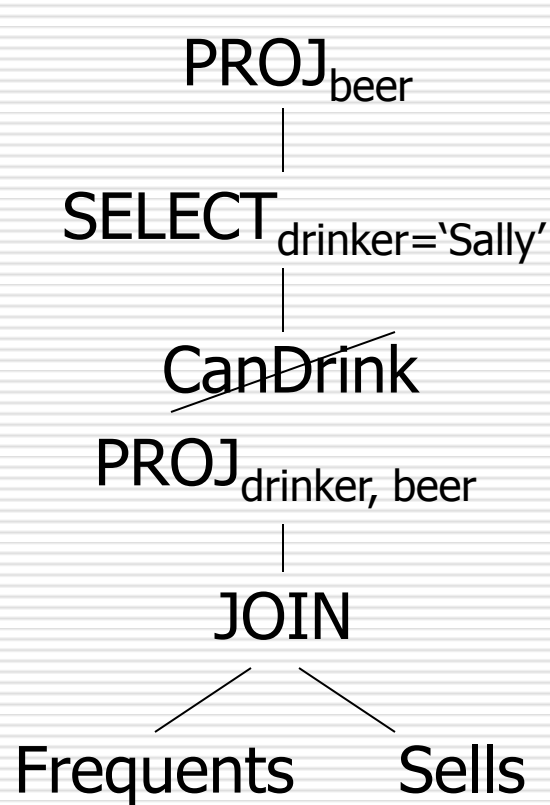 PROJbeer
SELECTdrinker=‘Sally’
CanDrink
PROJdrinker, beer
JOIN
Frequents Sells